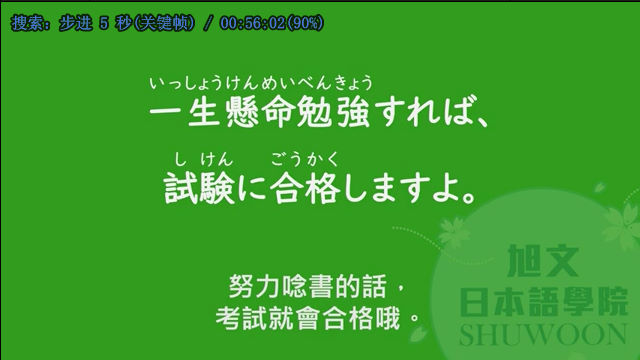 搜索: 步进 5 秒(关键帧) / 00:56:02(90%)
いっしょうけんめいべんきょう
一生懸命勉強すれば、
しけん ごうかく
試験に合格しますよ。
努力唸書的話，
考試就會合格哦。
旭文
日本語學院
SHUWOON